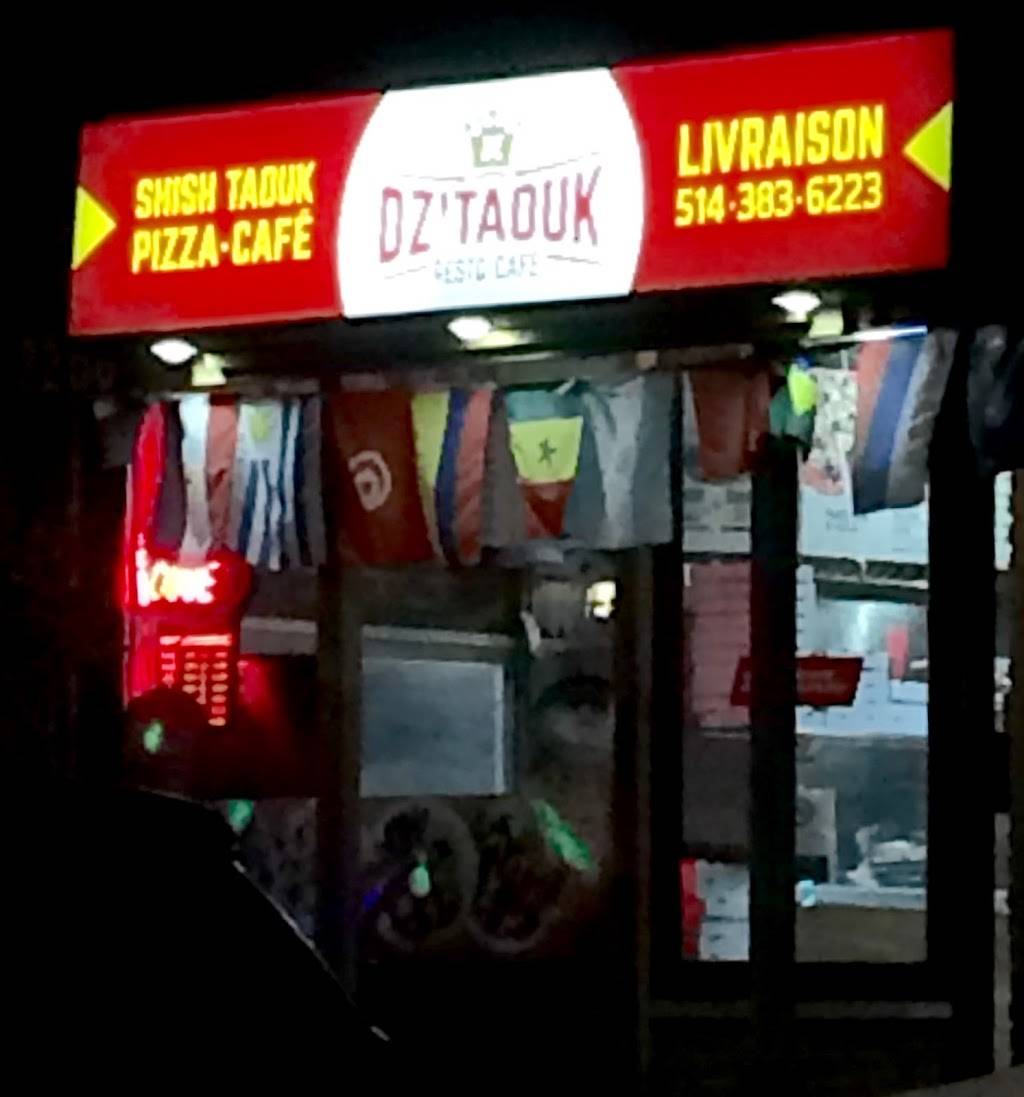 SHISH TAOUK
PIZZA·CAFÉ
DZ'TAOUK
RESTO CAFE
LIVRAISON
514·383·6223